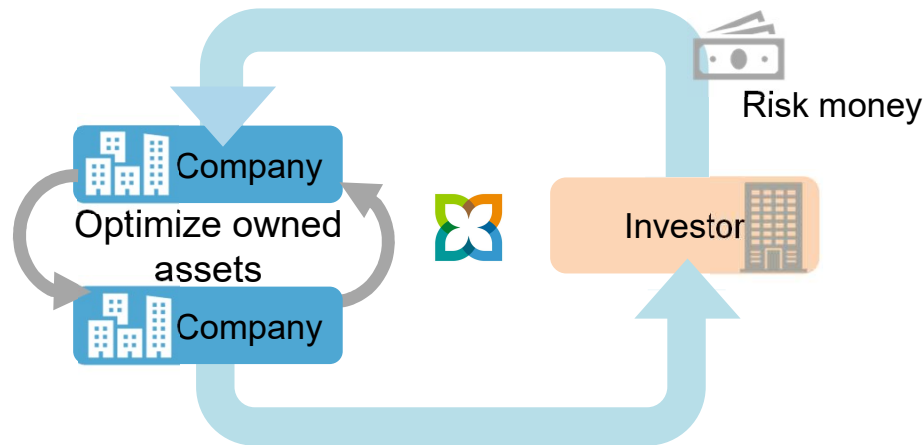 Risk money
Company
Optimize owned
assets
Investor
Company